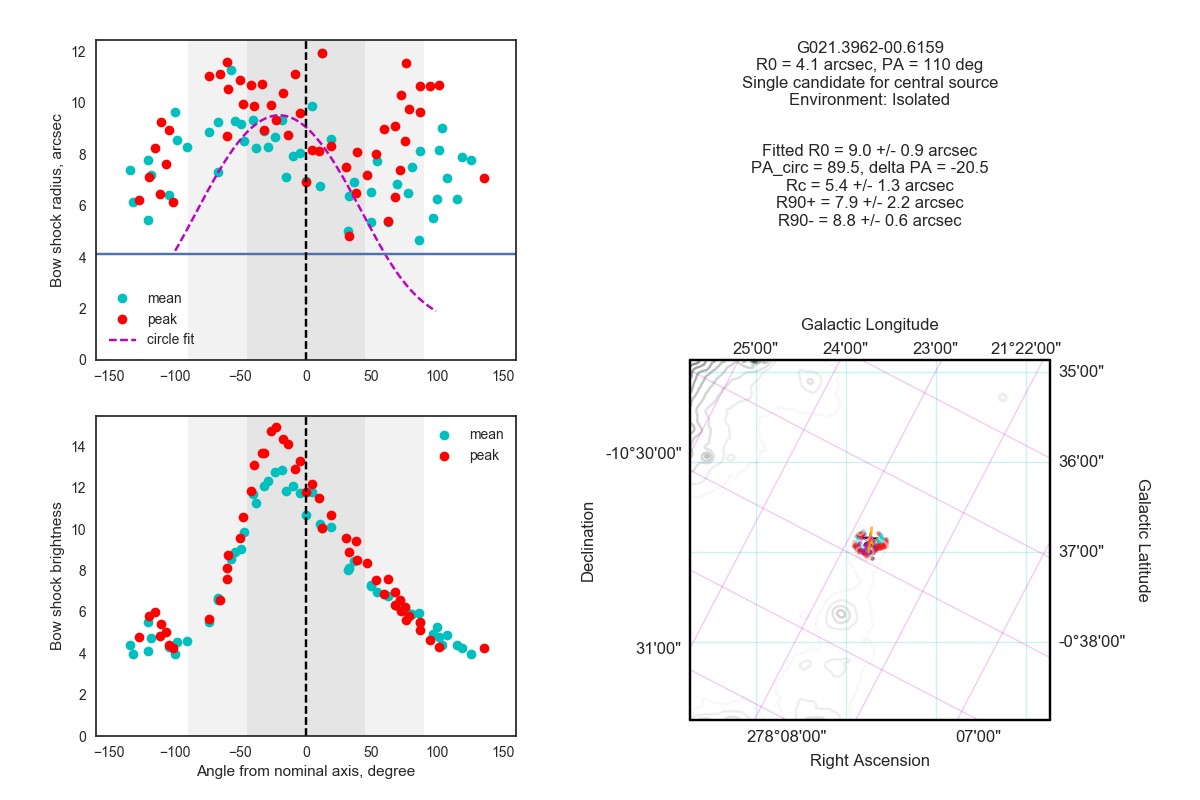 12
10
8
6
4
2
0
Bow shock radius, arcsec
mean
peak
circle fit
−150
−100
−50
0
50
100
150
14
12
10
8
6
4
2
0
Bow shock brightness
mean
peak
−150
−100
−50
0
50
100
150
Angle from nominal axis, degree
G021.3962-00.6159
R0 = 4.1 arcsec, PA = 110 deg
Single candidate for central source
Environment: Isolated
Fitted R0 = 9.0 +/- 0.9 arcsec
PA_circ = 89.5, delta PA = -20.5
Rc = 5.4 +/- 1.3 arcsec
R90+ = 7.9 +/- 2.2 arcsec
R90- = 8.8 +/- 0.6 arcsec
Galactic Longitude
25'00"
24'00"
23'00"
21°22'00"
35'00"
-10°30'00"
36'00"
37'00"
31'00"
-0°38'00"
Declination
Galactic Latitude
278°08'00"
07'00"
Right Ascension